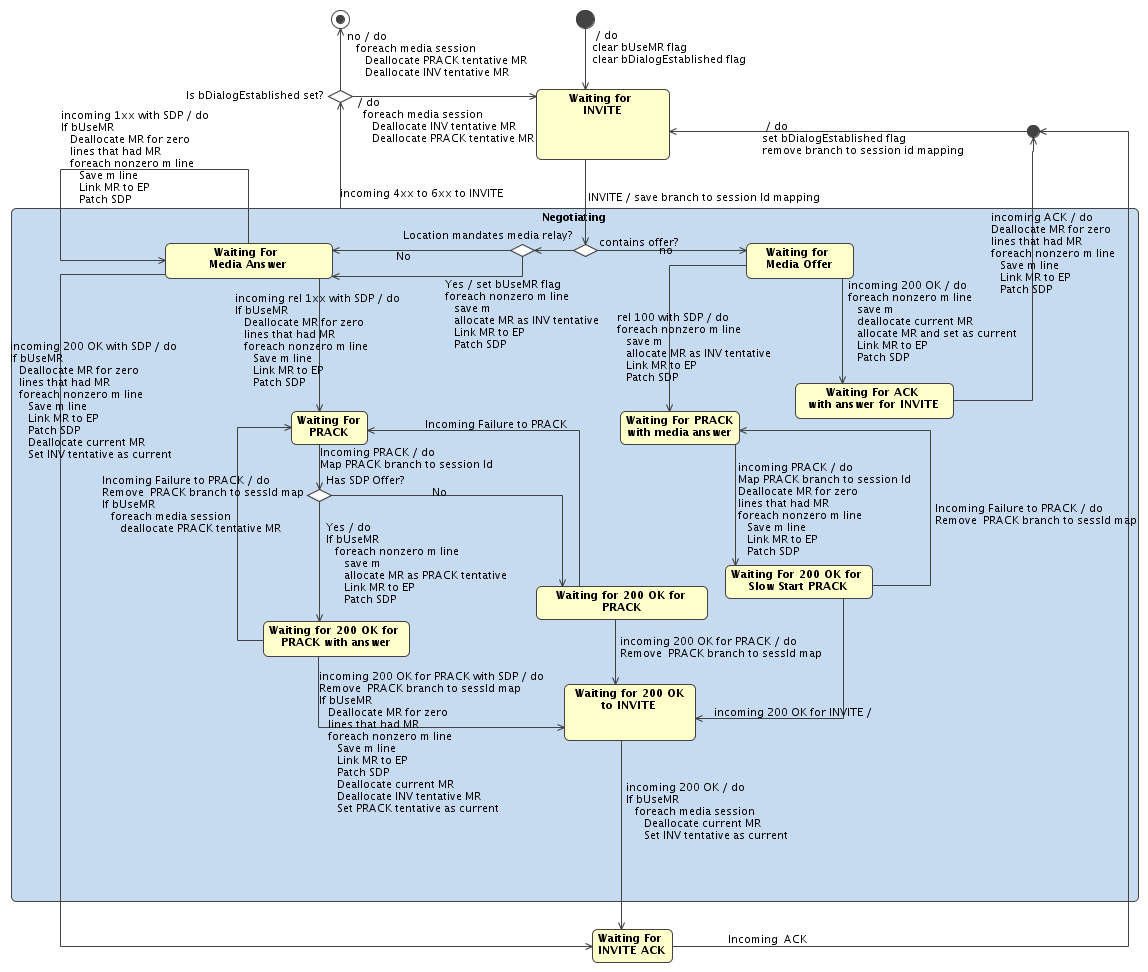 / do
clear bUseMR flag
clear bDialogEstablished flag
no / do
foreach media session
Deallocate PRACK tentative MR
Deallocate INV tentative MR
Is bDialogEstablished set?
/ do
foreach media session
Deallocate INV tentative MR
Deallocate PRACK tentative MR
Waiting for
INVITE
/ do
set bDialogEstablished flag
remove branch to session id mapping
incoming 1xx with SDP / do
If bUseMR
Deallocate MR for zero
lines that had MR
foreach nonzero m line
Save m line
Link MR to EP
Patch SDP
incoming 4xx to 6xx to INVITE
INVITE / save branch to session Id mapping
Negotiating
Location mandates media relay?
No
contains offer?
no
Waiting For
Media Answer
Waiting for
Media Offer
incoming ACK / do
Deallocate MR for zero
lines that had MR
foreach nonzero m line
Save m line
Link MR to EP
Patch SDP
Yes / set bUseMR flag
foreach nonzero m line
save m
allocate MR as INV tentative
Link MR to EP
Patch SDP
incoming rel 1xx with SDP / do
If bUseMR
Deallocate MR for zero
lines that had MR
foreach nonzero m line
Save m line
Link MR to EP
Patch SDP
rel 100 with SDP / do
foreach nonzero m line
save m
allocate MR as INV tentative
Link MR to EP
Patch SDP
incoming 200 OK / do
foreach nonzero m line
save m
deallocate current MR
allocate MR and set as current
Link MR to EP
Patch SDP
incoming 200 OK with SDP / do
If bUseMR
Deallocate MR for zero
lines that had MR
foreach nonzero m line
Save m line
Link MR to EP
Patch SDP
Deallocate current MR
Set INV tentative as current
Waiting For ACK
with answer for INVITE
Waiting For
PRACK
Incoming Failure to PRACK
Waiting For PRACK
with media answer
Incoming PRACK / do
Map PRACK branch to session Id
Has SDP Offer?
No
Incoming Failure to PRACK / do
Remove  PRACK branch to sessId map
If bUseMR
foreach media session
deallocate PRACK tentative MR
incoming PRACK / do
Map PRACK branch to session Id
Deallocate MR for zero
lines that had MR
foreach nonzero m line
Save m line
Link MR to EP
Patch SDP
Incoming Failure to PRACK / do
Remove  PRACK branch to sessId map
Yes / do
If bUseMR
foreach nonzero m line
save m
allocate MR as PRACK tentative
Link MR to EP
Patch SDP
Waiting For 200 OK for
Slow Start PRACK
Waiting for 200 OK for
PRACK
Waiting for 200 OK for
PRACK with answer
incoming 200 OK for PRACK / do
Remove  PRACK branch to sessId map
incoming 200 OK for PRACK with SDP / do
Remove  PRACK branch to sessId map
If bUseMR
Deallocate MR for zero
lines that had MR
foreach nonzero m line
Save m line
Link MR to EP
Patch SDP
Deallocate current MR
Deallocate INV tentative MR
Set PRACK tentative as current
Waiting for 200 OK
to INVITE
incoming 200 OK for INVITE /
incoming 200 OK / do
If bUseMR
foreach media session
Deallocate current MR
Set INV tentative as current
Waiting For
INVITE ACK
Incoming  ACK